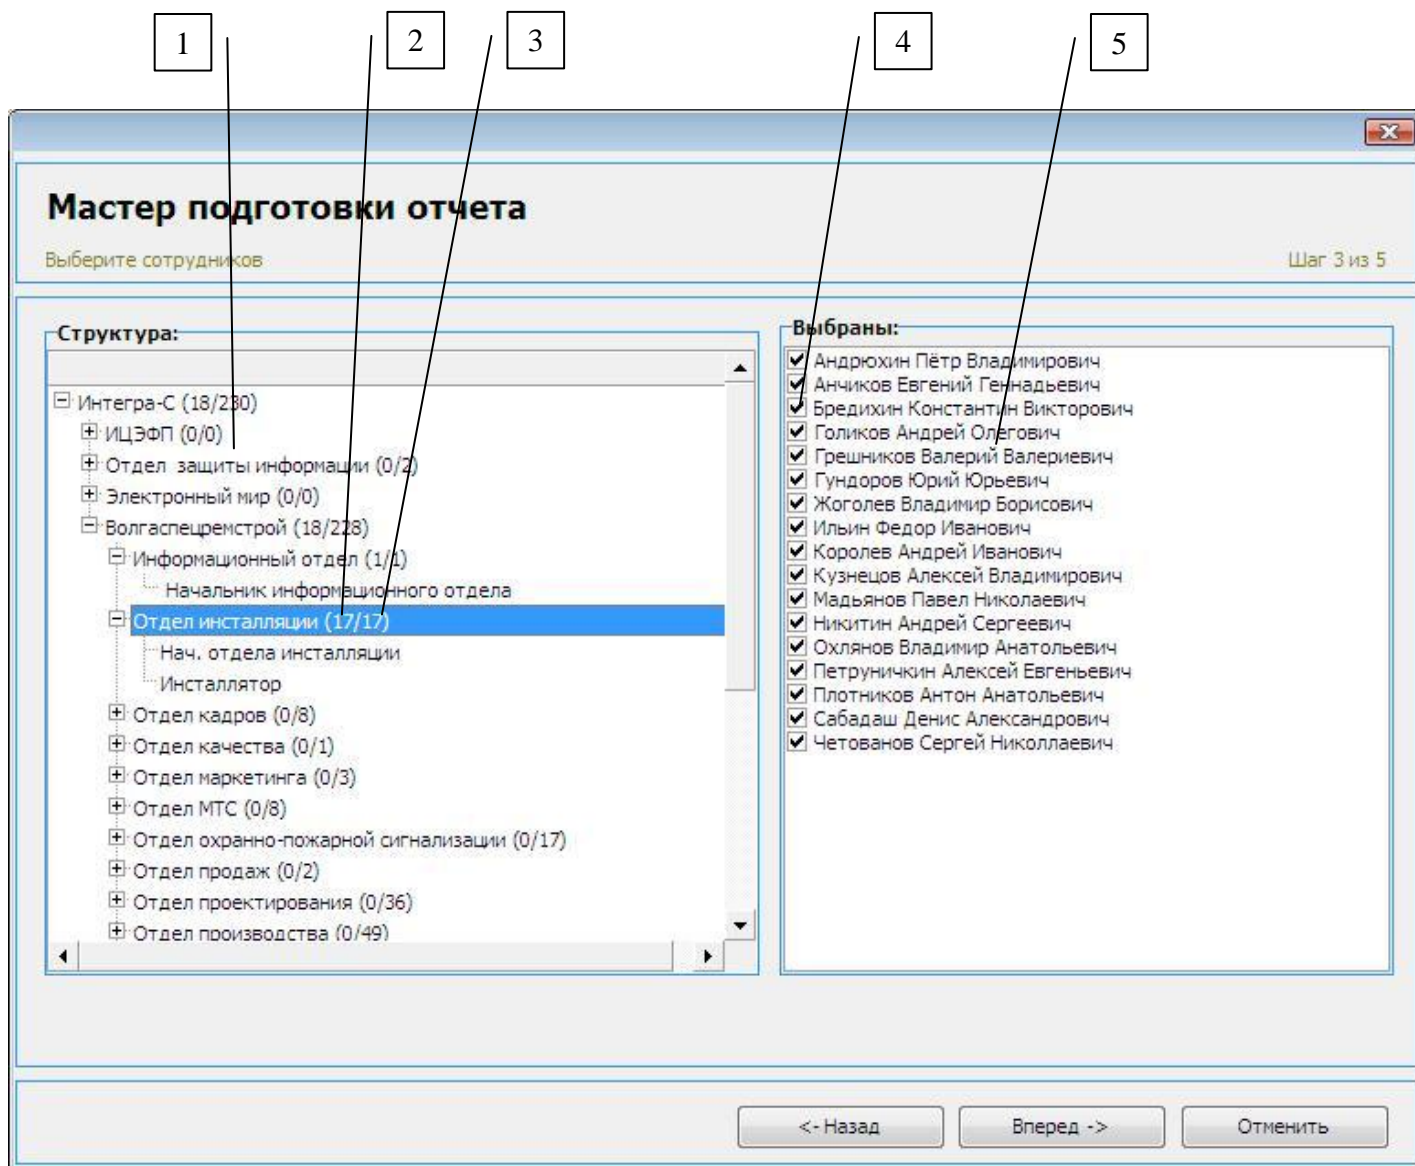 1 2 3 4 5
Мастер подготовки отчета
Выберите сотрудников
Шаг 3 из 5
Структура:
Интегра-С (18/230)
ИЦЭФП (0/0)
Отдел защиты информации (0/2)
Электронный мир (0/0)
Волгаспецремстрой (18/228)
Информационный отдел (1/1)
Начальник информационного отдела
Отдел инсталляции (17/17)
Нач. отдела инсталляции
Инсталлятор
Отдел кадров (0/8)
Отдел качества (0/1)
Отдел маркетинга (0/3)
Отдел МТС (0/8)
Отдел охранно-пожарной сигнализации (0/17)
Отдел продаж (0/2)
Отдел проектирования (0/36)
Отдел производства (0/49)
Выбраны:
Андрюхин Пётр Владимирович
Анчиков Евгений Геннадьевич
Бредихин Константин Викторович
Голиков Андрей Олегович
Грешников Валерий Валериевич
Гундоров Юрий Юрьевич
Жоголев Владимир Борисович
Ильин Федор Иванович
Королев Андрей Иванович
Кузнецов Алексей Владимирович
Мадьянов Павел Николаевич
Никитин Андрей Сергеевич
Охлянов Владимир Анатольевич
Петруничкин Алексей Евгеньевич
Плотников Антон Анатольевич
Сабадаш Денис Александрович
Четованов Сергей Николлаевич
<- Назад
Вперед ->
Отменить